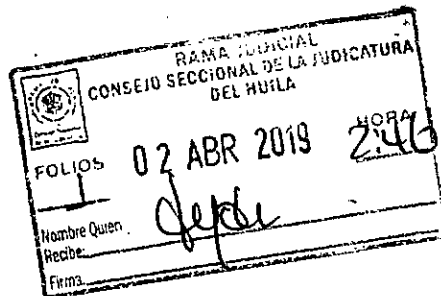 RAMA JUDICIAL
CONSEJO SECCIONAL DE LA JUDICATURA
DEL HUILA
FOLIOS
1
02 ABR 2019
HORA
2:46
Nombre Quien
Recibe:
Firma